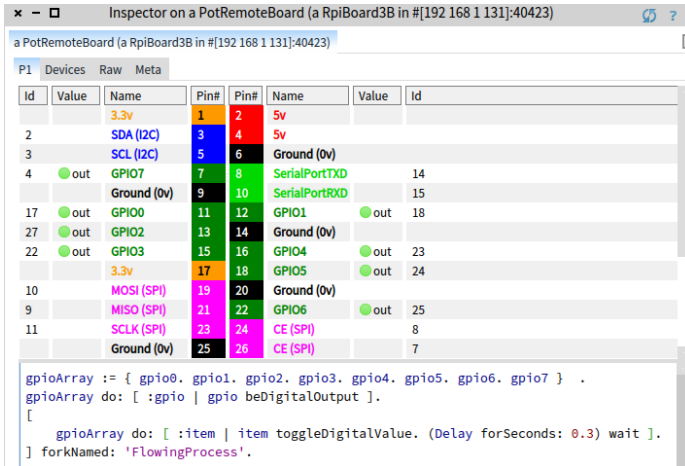 Inspector on a PotRemoteBoard (a RpiBoard3B in #[192 168 1 131]:40423)
a PotRemoteBoard (a RpiBoard3B in #[192 168 1 131]:40423)
P1 Devices Raw Meta
Id Value Name Pin# Pin# Name Value Id
3.3v 1 2 5v
2 SDA (I2C) 3 4 5v
3 SCL (I2C) 5 6 Ground (0v)
4 out GPIO7 7 8 SerialPortTXD 14
Ground (0v) 9 10 SerialPortRXD 15
17 out GPIO0 11 12 GPIO1 out 18
27 out GPIO2 13 14 Ground (0v)
22 out GPIO3 15 16 GPIO4 out 23
3.3v 17 18 GPIO5 out 24
10 MOSI (SPI) 19 20 Ground (0v)
9 MISO (SPI) 21 22 GPIO6 out 25
11 SCLK (SPI) 23 24 CE (SPI) 8
Ground (0v) 25 26 CE (SPI) 7
gpioArray := { gpio0. gpio1. gpio2. gpio3. gpio4. gpio5. gpio6. gpio7 } .
gpioArray do: [ :gpio | gpio beDigitalOutput ].
[
gpioArray do: [ :item | item toggleDigitalValue. (Delay forSeconds: 0.3) wait ].
] forkNamed: 'FlowingProcess'.